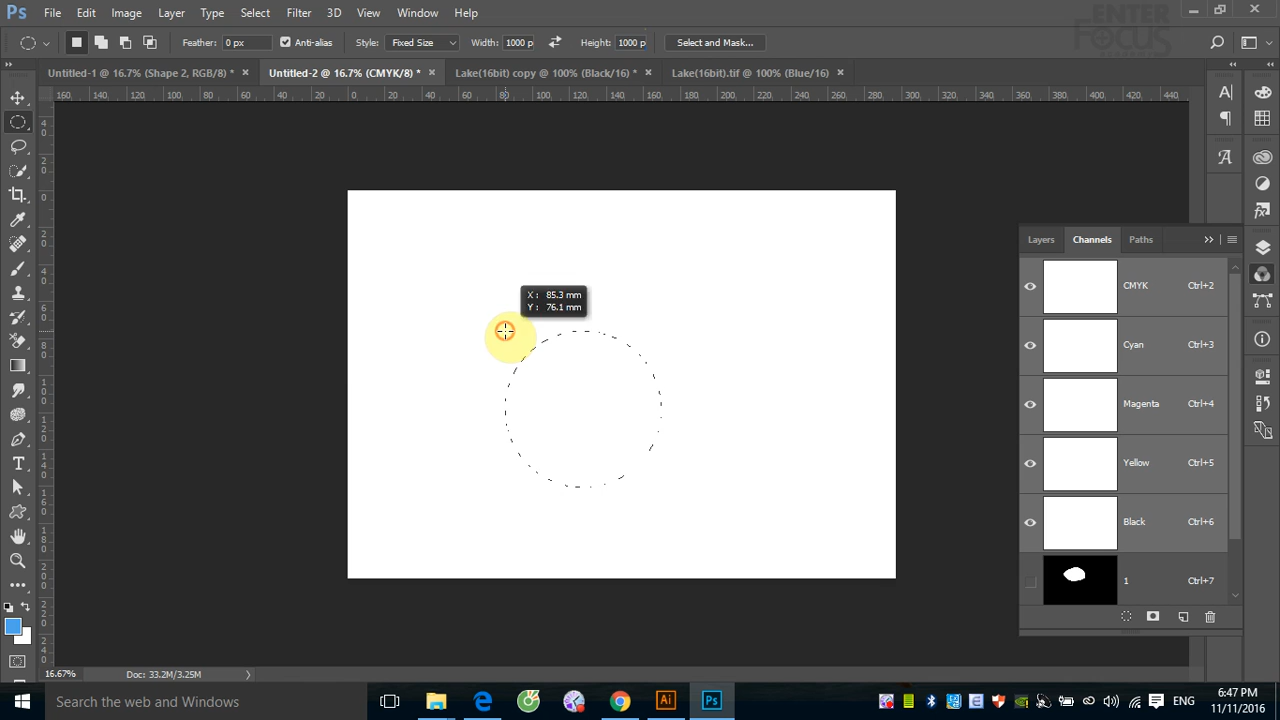 Ps File Edit Image Layer Type Select Filter 3D View Window Help
ENTER
FOCUS
Feather: 0 px Anti-alias Style: Fixed Size Width: 1000 p Height: 1000 p Select and Mask...
Untitled-1 @ 16.7% (Shape 2, RGB/8) * × Untitled-2 @ 16.7% (CMYK/8) * × Lake(16bit) copy @ 100% (Black/16) * × Lake(16bit).tif @ 100% (Blue/16) ×
160 140 120 100 80 60 40 20 0 20 40 60 80 100 120 140 160 180 200 220 240 260 280 300 320 340 360 380 400 420 440
X : 85.3 mm
Y : 76.1 mm
Layers Channels Paths
CMYK Ctrl+2
Cyan Ctrl+3
Magenta Ctrl+4
Yellow Ctrl+5
Black Ctrl+6
1 Ctrl+7
16.67% Doc: 33.2M/3.25M
Search the web and Windows
Ai
Ps
ENG
6:47 PM
11/11/2016